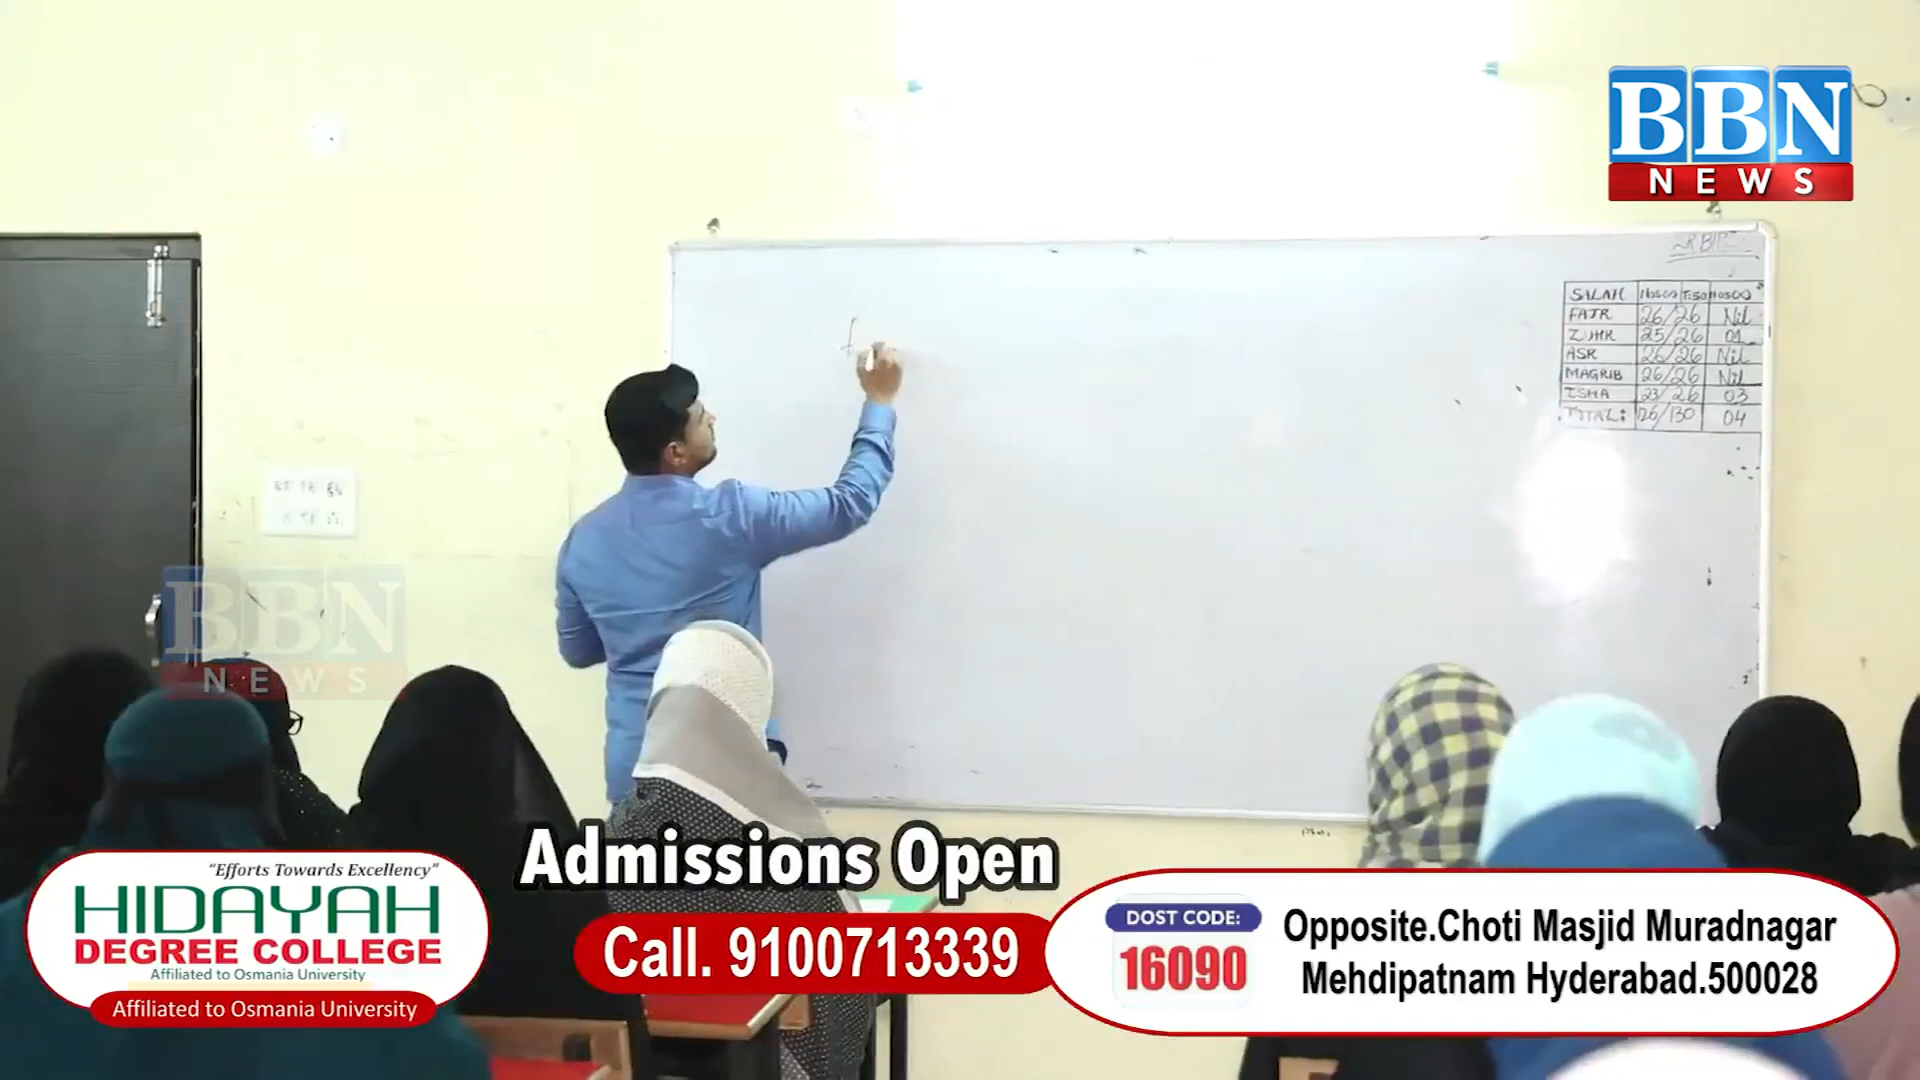 BBN
NEWS
SALAH
FAJR 26/26 Nil
ZUHR 25/26 01
ASR 26/26 Nil
MAGRIB 26/26 Nil
ISHA 23/26 03
TOTAL: 126/130 04
BBN
NEWS
Admissions Open
Call. 9100713339
"Efforts Towards Excellency"
HIDAYAH
DEGREE COLLEGE
Affiliated to Osmania University
Affiliated to Osmania University
DOST CODE:
16090
Opposite.Choti Masjid Muradnagar
Mehdipatnam Hyderabad.500028